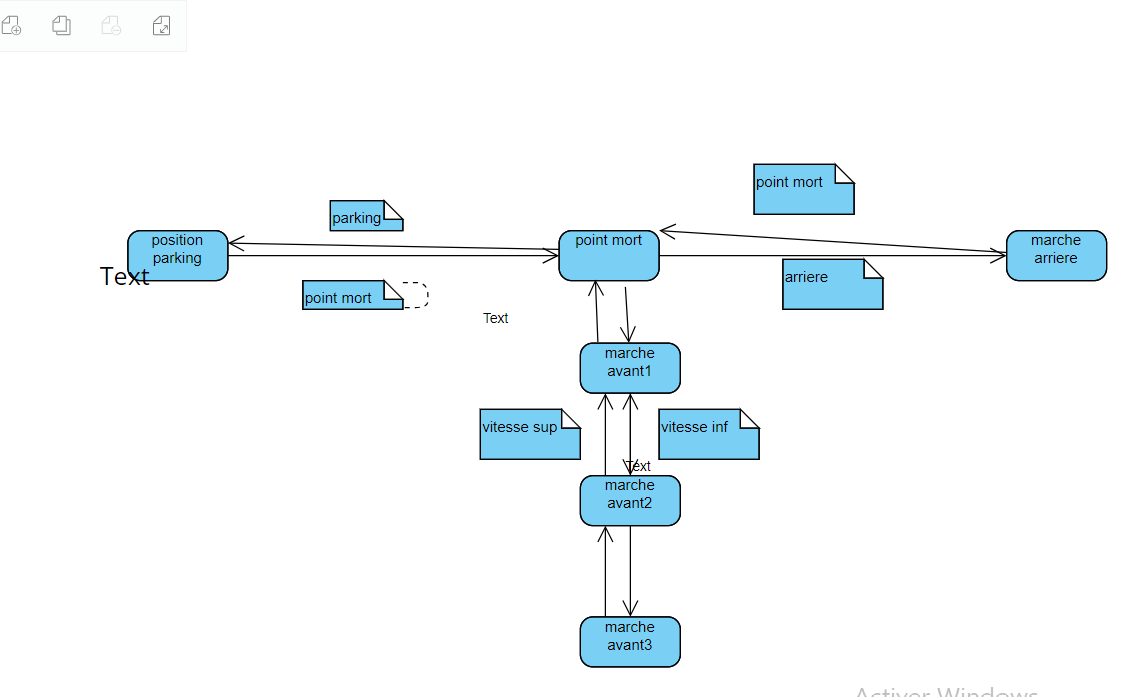 point mort
parking
position
parking
point mort
marche
arriere
Text
arriere
point mort
Text
marche
avant1
vitesse sup
vitesse inf
Text
marche
avant2
marche
avant3
Activer Windows